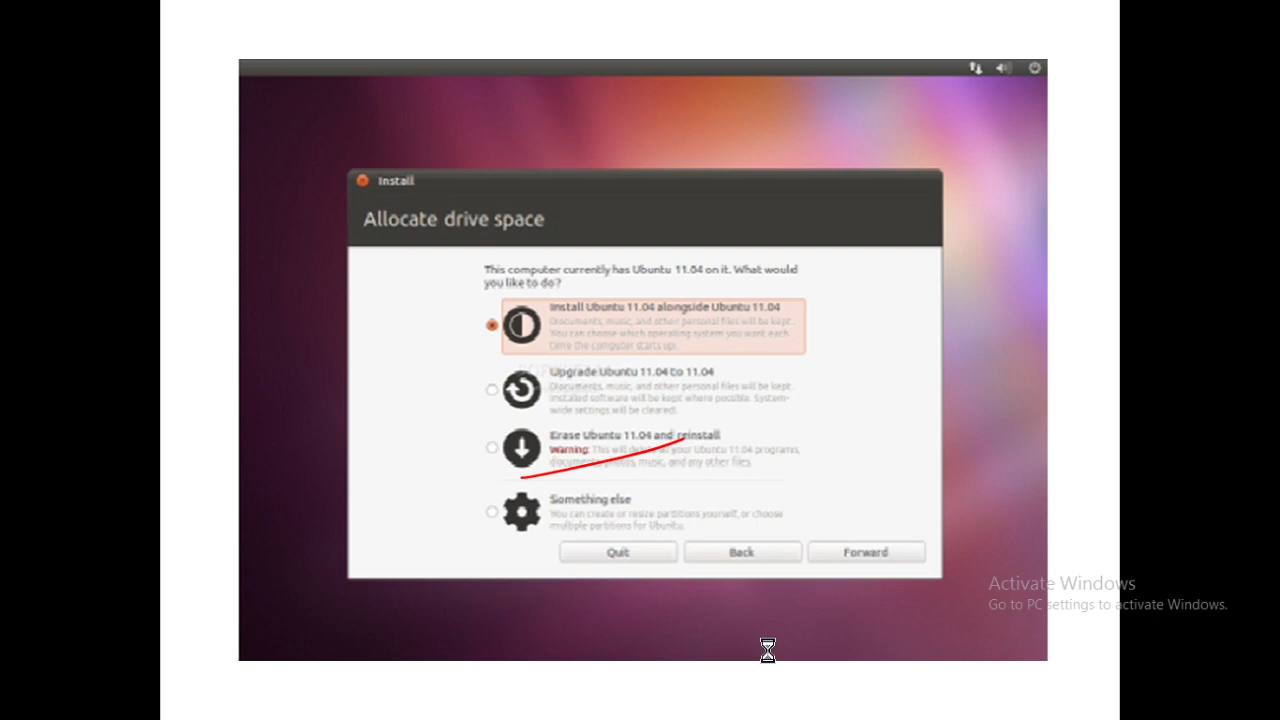 Install
Allocate drive space
This computer currently has Ubuntu 11.04 on it. What would
you like to do?
Install Ubuntu 11.04 alongside Ubuntu 11.04
Documents, music, and other personal files will be kept.
You can choose which operating system you want each
time the computer starts up.
Upgrade Ubuntu 11.04 to 11.04
Documents, music, and other personal files will be kept.
Installed software will be kept where possible. System-
wide settings will be cleared.
Erase Ubuntu 11.04 and reinstall
Warning: This will delete all your Ubuntu 11.04 programs,
documents, photos, music, and any other files.
Something else
You can create or resize partitions yourself, or choose
multiple partitions for Ubuntu.
Quit
Back
Forward
Activate Windows
Go to PC settings to activate Windows.